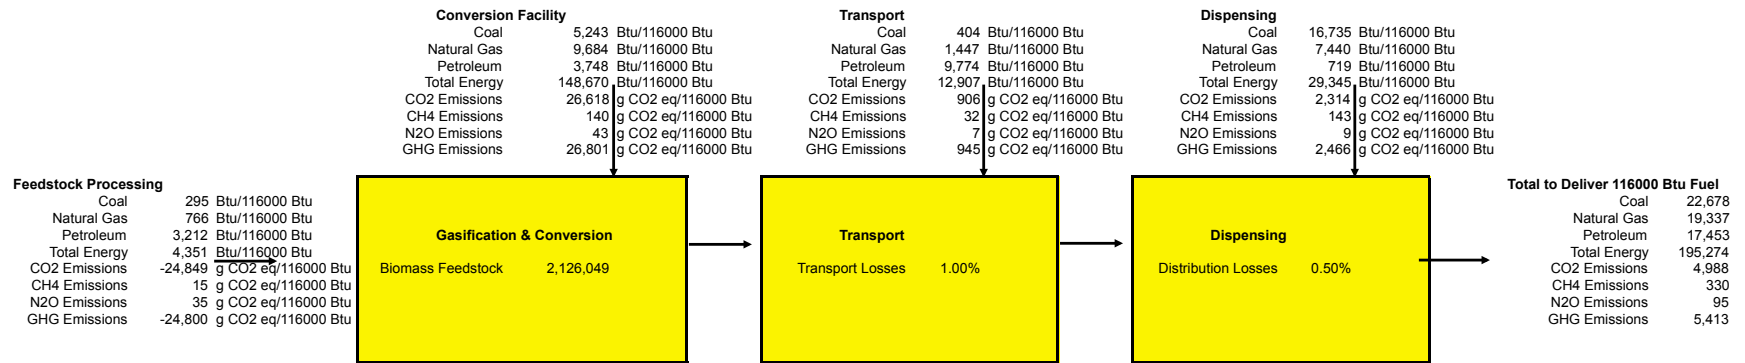 Conversion Facility
Coal 5,243 Btu/116000 Btu
Natural Gas 9,684 Btu/116000 Btu
Petroleum 3,748 Btu/116000 Btu
Total Energy 148,670 Btu/116000 Btu
CO2 Emissions 26,618 g CO2 eq/116000 Btu
CH4 Emissions 140 g CO2 eq/116000 Btu
N2O Emissions 43 g CO2 eq/116000 Btu
GHG Emissions 26,801 g CO2 eq/116000 Btu
Transport
Coal 404 Btu/116000 Btu
Natural Gas 1,447 Btu/116000 Btu
Petroleum 9,774 Btu/116000 Btu
Total Energy 12,907 Btu/116000 Btu
CO2 Emissions 906 g CO2 eq/116000 Btu
CH4 Emissions 32 g CO2 eq/116000 Btu
N2O Emissions 7 g CO2 eq/116000 Btu
GHG Emissions 945 g CO2 eq/116000 Btu
Dispensing
Coal 16,735 Btu/116000 Btu
Natural Gas 7,440 Btu/116000 Btu
Petroleum 719 Btu/116000 Btu
Total Energy 29,345 Btu/116000 Btu
CO2 Emissions 2,314 g CO2 eq/116000 Btu
CH4 Emissions 143 g CO2 eq/116000 Btu
N2O Emissions 9 g CO2 eq/116000 Btu
GHG Emissions 2,466 g CO2 eq/116000 Btu
Feedstock Processing
Coal 295 Btu/116000 Btu
Natural Gas 766 Btu/116000 Btu
Petroleum 3,212 Btu/116000 Btu
Total Energy 4,351 Btu/116000 Btu
CO2 Emissions -24,849 g CO2 eq/116000 Btu
CH4 Emissions 15 g CO2 eq/116000 Btu
N2O Emissions 35 g CO2 eq/116000 Btu
GHG Emissions -24,800 g CO2 eq/116000 Btu
Gasification & Conversion
Biomass Feedstock 2,126,049
Transport
Transport Losses 1.00%
Dispensing
Distribution Losses 0.50%
Total to Deliver 116000 Btu Fuel
Coal 22,678
Natural Gas 19,337
Petroleum 17,453
Total Energy 195,274
CO2 Emissions 4,988
CH4 Emissions 330
N2O Emissions 95
GHG Emissions 5,413